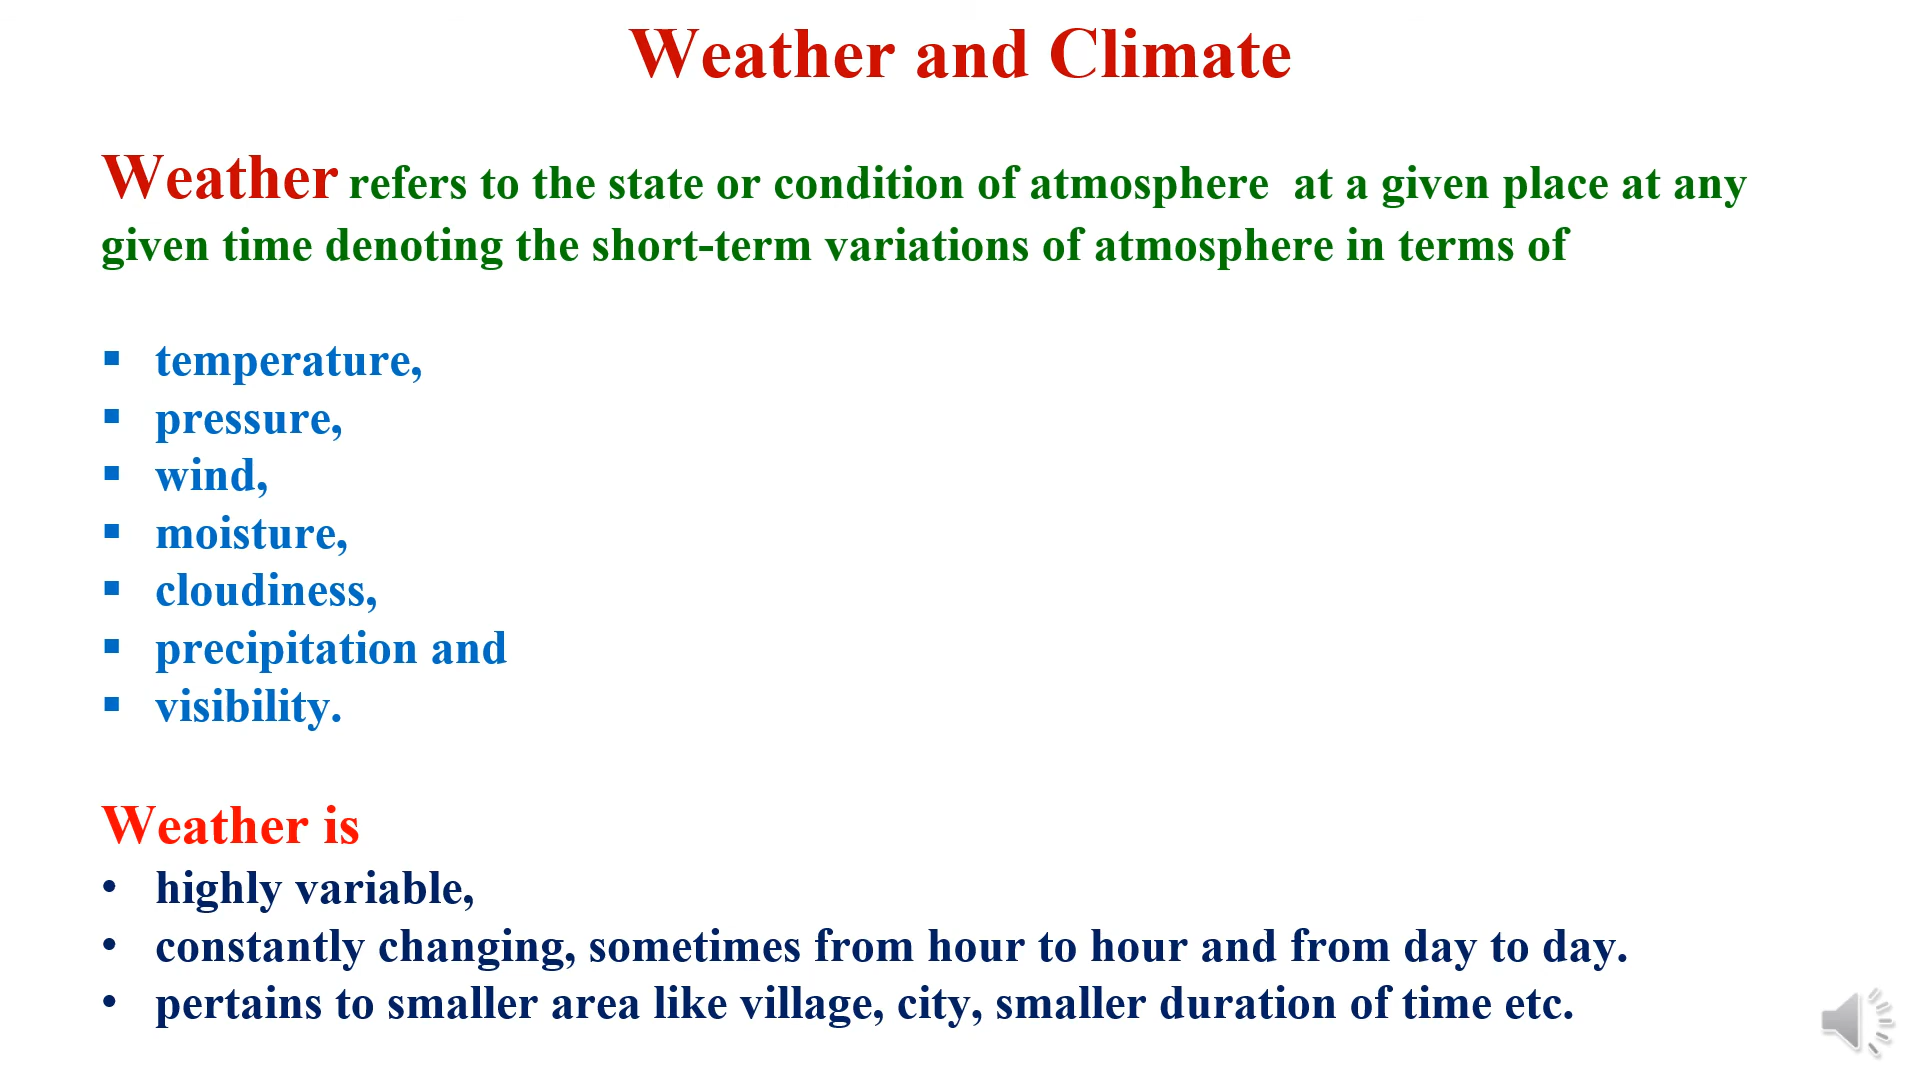 Weather and Climate
Weather refers to the state or condition of atmosphere  at a given place at any
given time denoting the short-term variations of atmosphere in terms of
▪ temperature,
▪ pressure,
▪ wind,
▪ moisture,
▪ cloudiness,
▪ precipitation and
▪ visibility.
Weather is
• highly variable,
• constantly changing, sometimes from hour to hour and from day to day.
• pertains to smaller area like village, city, smaller duration of time etc.